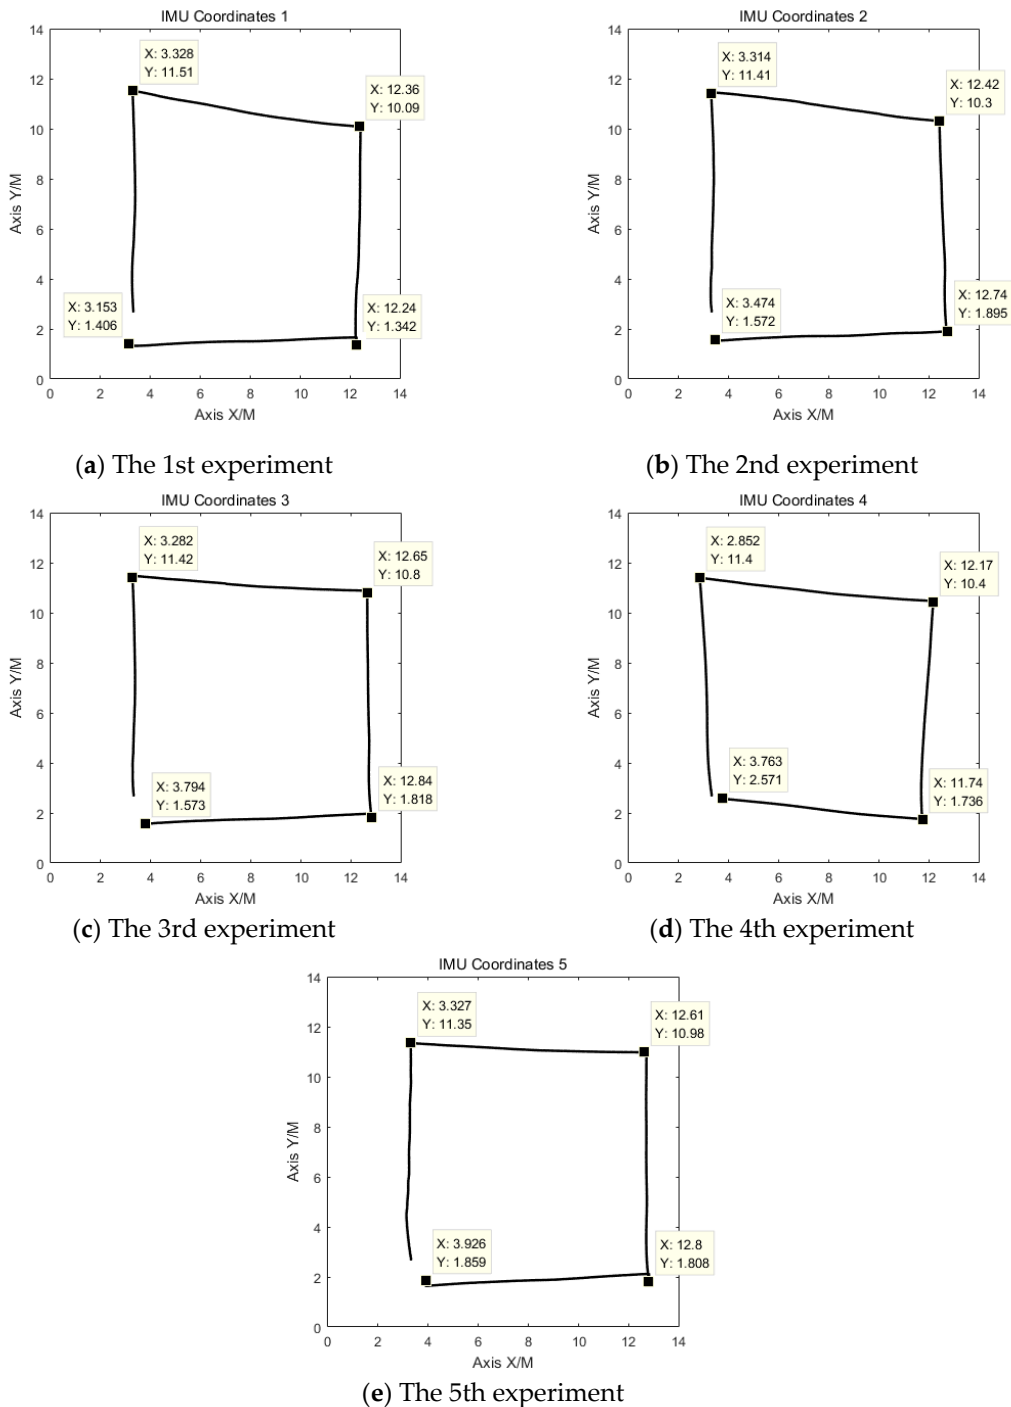 IMU Coordinates 1
X: 3.328
Y: 11.51
X: 12.36
Y: 10.09
X: 3.153
Y: 1.406
X: 12.24
Y: 1.342
Axis Y/M
14
12
10
8
6
4
2
0
0 2 4 6 8 10 12 14
Axis X/M
(a) The 1st experiment
IMU Coordinates 2
X: 3.314
Y: 11.41
X: 12.42
Y: 10.3
X: 3.474
Y: 1.572
X: 12.74
Y: 1.895
Axis Y/M
14
12
10
8
6
4
2
0
0 2 4 6 8 10 12 14
Axis X/M
(b) The 2nd experiment
IMU Coordinates 3
X: 3.282
Y: 11.42
X: 12.65
Y: 10.8
X: 3.794
Y: 1.573
X: 12.84
Y: 1.818
Axis Y/M
14
12
10
8
6
4
2
0
0 2 4 6 8 10 12 14
Axis X/M
(c) The 3rd experiment
IMU Coordinates 4
X: 2.852
Y: 11.4
X: 12.17
Y: 10.4
X: 3.763
Y: 2.571
X: 11.74
Y: 1.736
Axis Y/M
14
12
10
8
6
4
2
0
0 2 4 6 8 10 12 14
Axis X/M
(d) The 4th experiment
IMU Coordinates 5
X: 3.327
Y: 11.35
X: 12.61
Y: 10.98
X: 3.926
Y: 1.859
X: 12.8
Y: 1.808
Axis Y/M
14
12
10
8
6
4
2
0
0 2 4 6 8 10 12 14
Axis X/M
(e) The 5th experiment